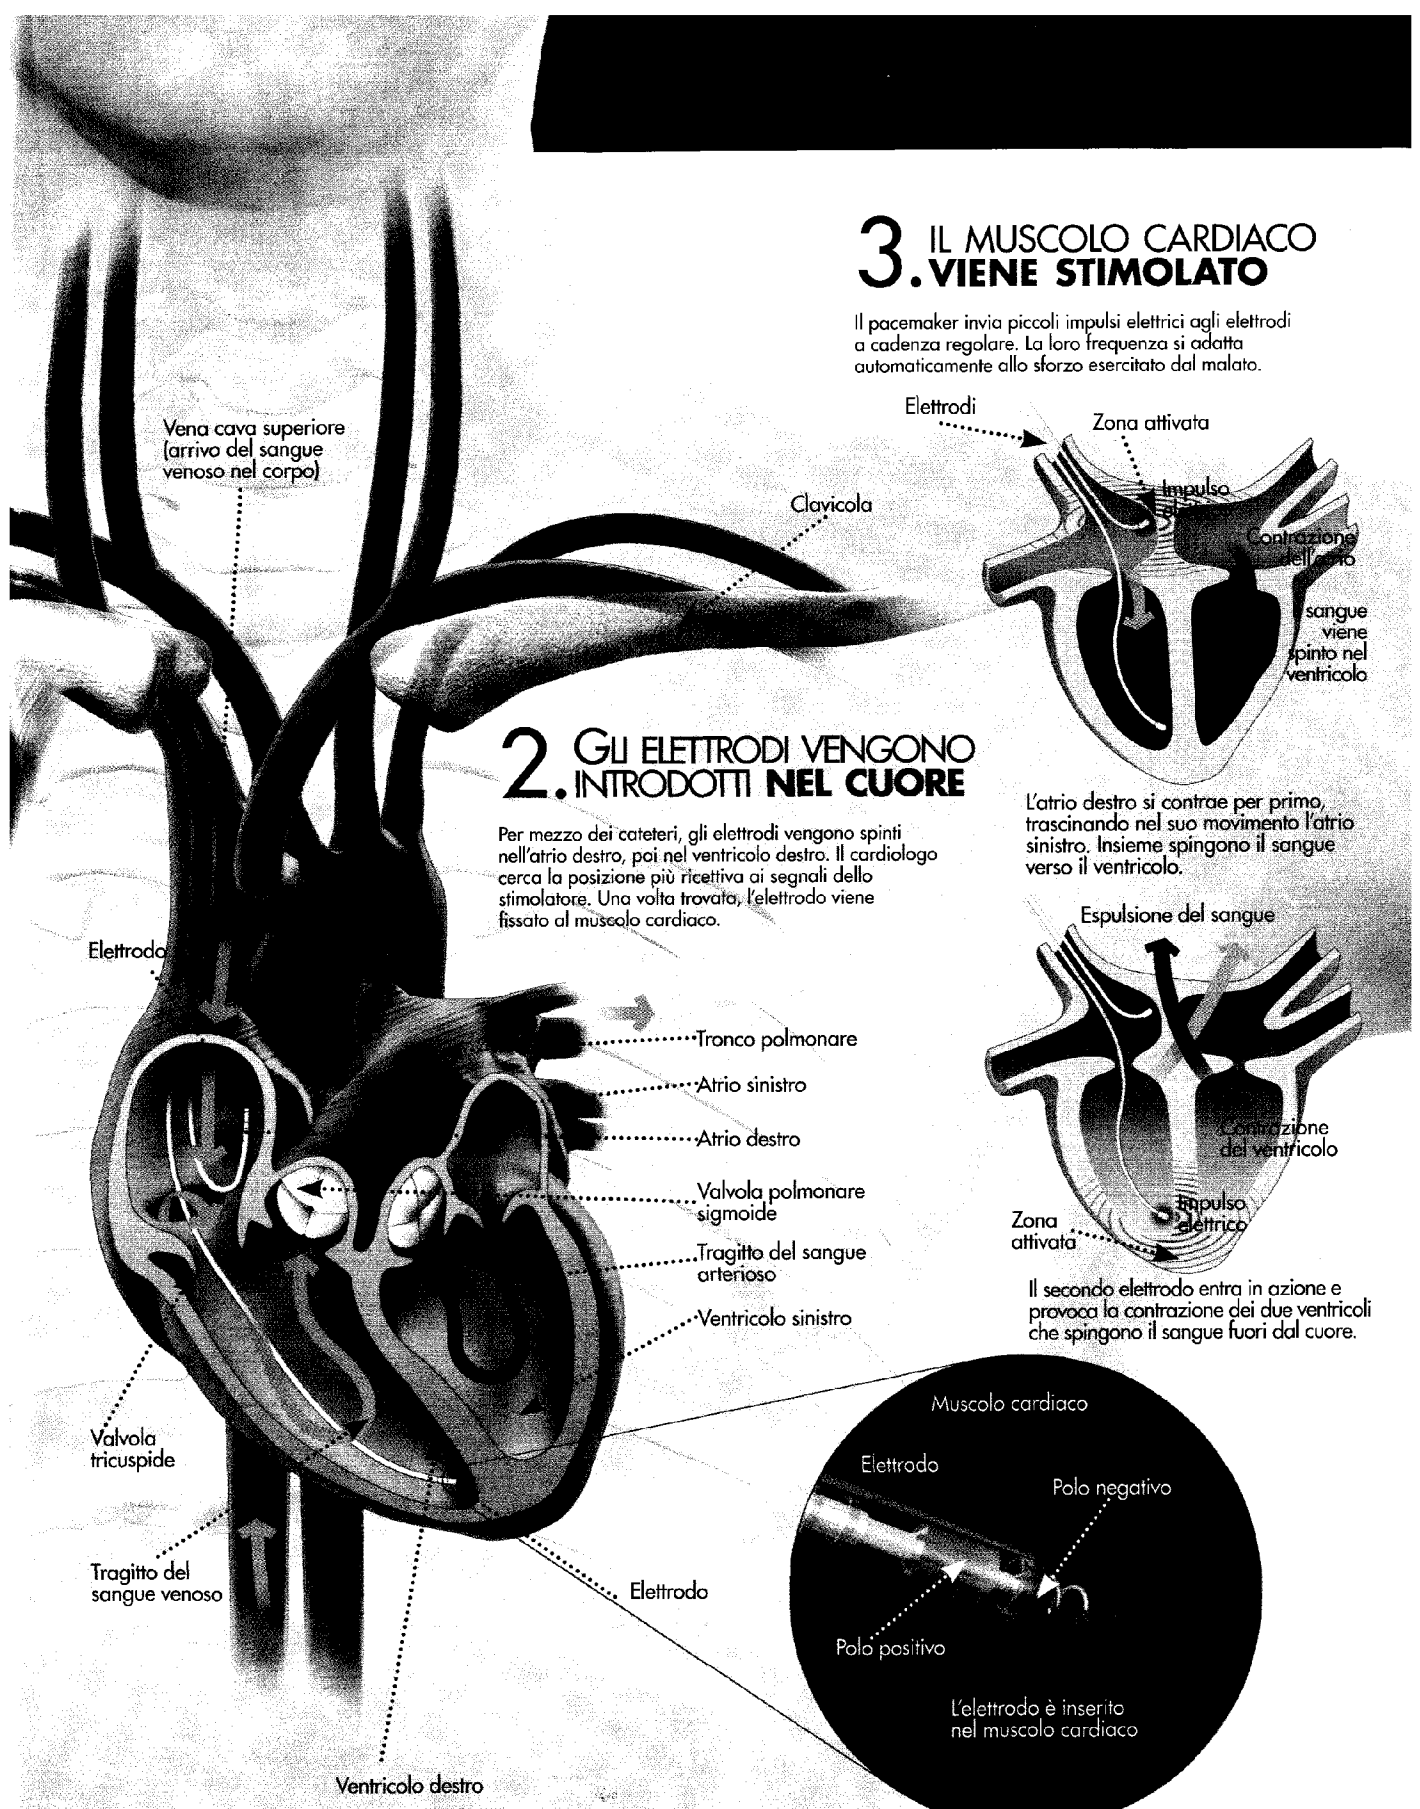 3. IL MUSCOLO CARDIACO
VIENE STIMOLATO
Il pacemaker invia piccoli impulsi elettrici agli elettrodi
a cadenza regolare. La loro frequenza si adatta
automaticamente allo sforzo esercitato dal malato.
Elettrodi
Zona attivata
Impulso
elettrico
Contrazione
dell'atrio
sangue
viene
spinto nel
ventricolo
L'atrio destro si contrae per primo,
trascinando nel suo movimento l'atrio
sinistro. Insieme spingono il sangue
verso il ventricolo.
Espulsione del sangue
Contrazione
del ventricolo
Impulso
elettrico
Zona
attivata
Il secondo elettrodo entra in azione e
provoca la contrazione dei due ventricoli
che spingono il sangue fuori dal cuore.
Vena cava superiore
(arrivo del sangue
venoso nel corpo)
Clavicola
2. GLI ELETTRODI VENGONO
INTRODOTTI NEL CUORE
Per mezzo dei cateteri, gli elettrodi vengono spinti
nell'atrio destro, poi nel ventricolo destro. Il cardiologo
cerca la posizione più ricettiva ai segnali dello
stimolatore. Una volta trovata, l'elettrodo viene
fissato al muscolo cardiaco.
Elettrodo
Tronco polmonare
Atrio sinistro
Atrio destro
Valvola polmonare
sigmoide
Tragitto del sangue
arterioso
Ventricolo sinistro
Valvola
tricuspide
Tragitto del
sangue venoso
Elettrodo
Ventricolo destro
Muscolo cardiaco
Elettrodo
Polo negativo
Polo positivo
L'elettrodo è inserito
nel muscolo cardiaco